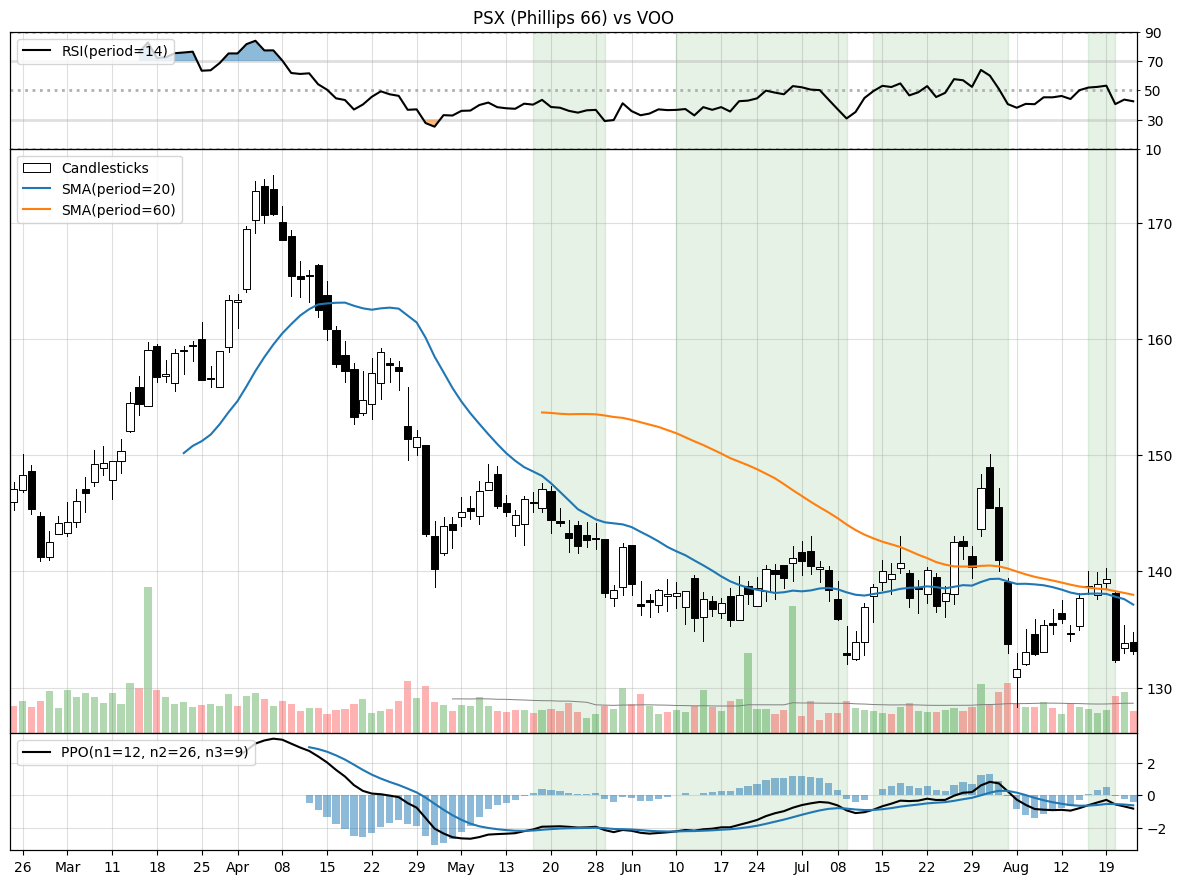 PSX (Phillips 66) vs VOO
RSI(period=14)
90
70
50
30
10
Candlesticks
SMA(period=20)
SMA(period=60)
170
160
150
140
130
PPO(n1=12, n2=26, n3=9)
2
0
−2
26 Mar 11 18 25 Apr 08 15 22 29 May 13 20 28 Jun 10 17 24 Jul 08 15 22 29 Aug 12 19